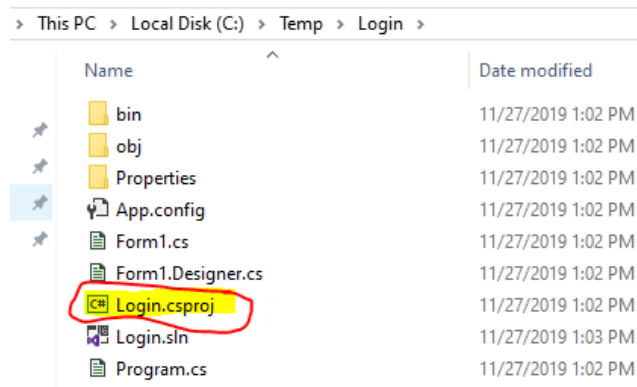 This PC > Local Disk (C:) > Temp > Login >
Name Date modified
bin 11/27/2019 1:02 PM
obj 11/27/2019 1:02 PM
Properties 11/27/2019 1:02 PM
App.config 11/27/2019 1:02 PM
Form1.cs 11/27/2019 1:02 PM
Form1.Designer.cs 11/27/2019 1:02 PM
C# Login.csproj 11/27/2019 1:02 PM
Login.sln 11/27/2019 1:03 PM
Program.cs 11/27/2019 1:02 PM